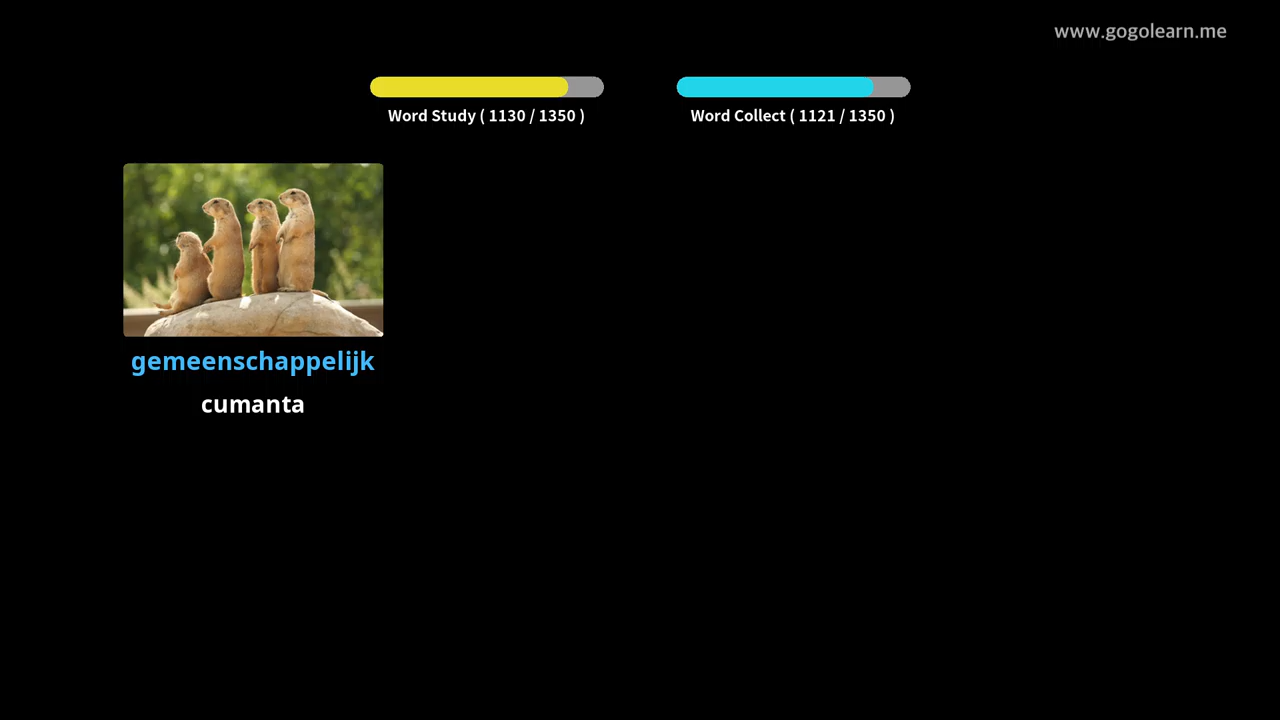 www.gogolearn.me
Word Study ( 1130 / 1350 )
Word Collect ( 1121 / 1350 )
gemeenschappelijk
cumanta